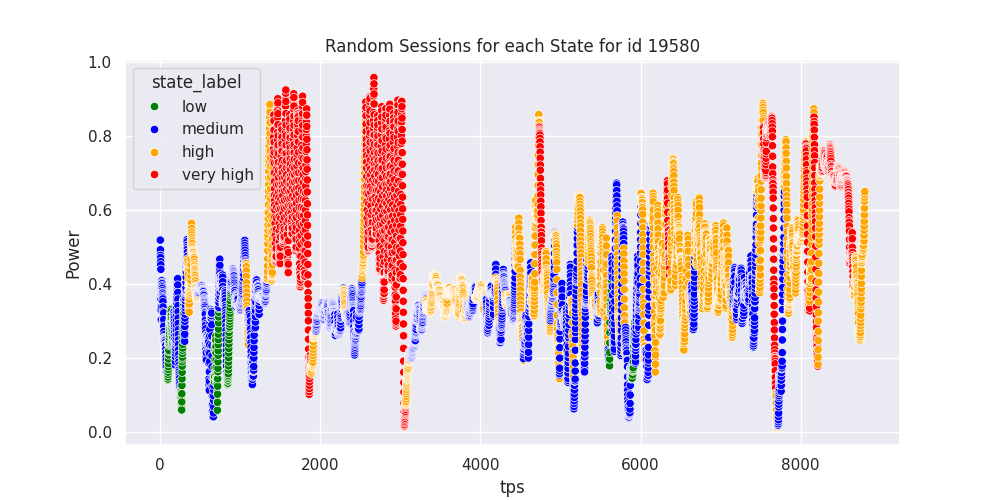 Random Sessions for each State for id 19580
1.0
0.8
0.6
0.4
0.2
0.0
Power
state_label
low
medium
high
very high
0
2000
4000
6000
8000
tps